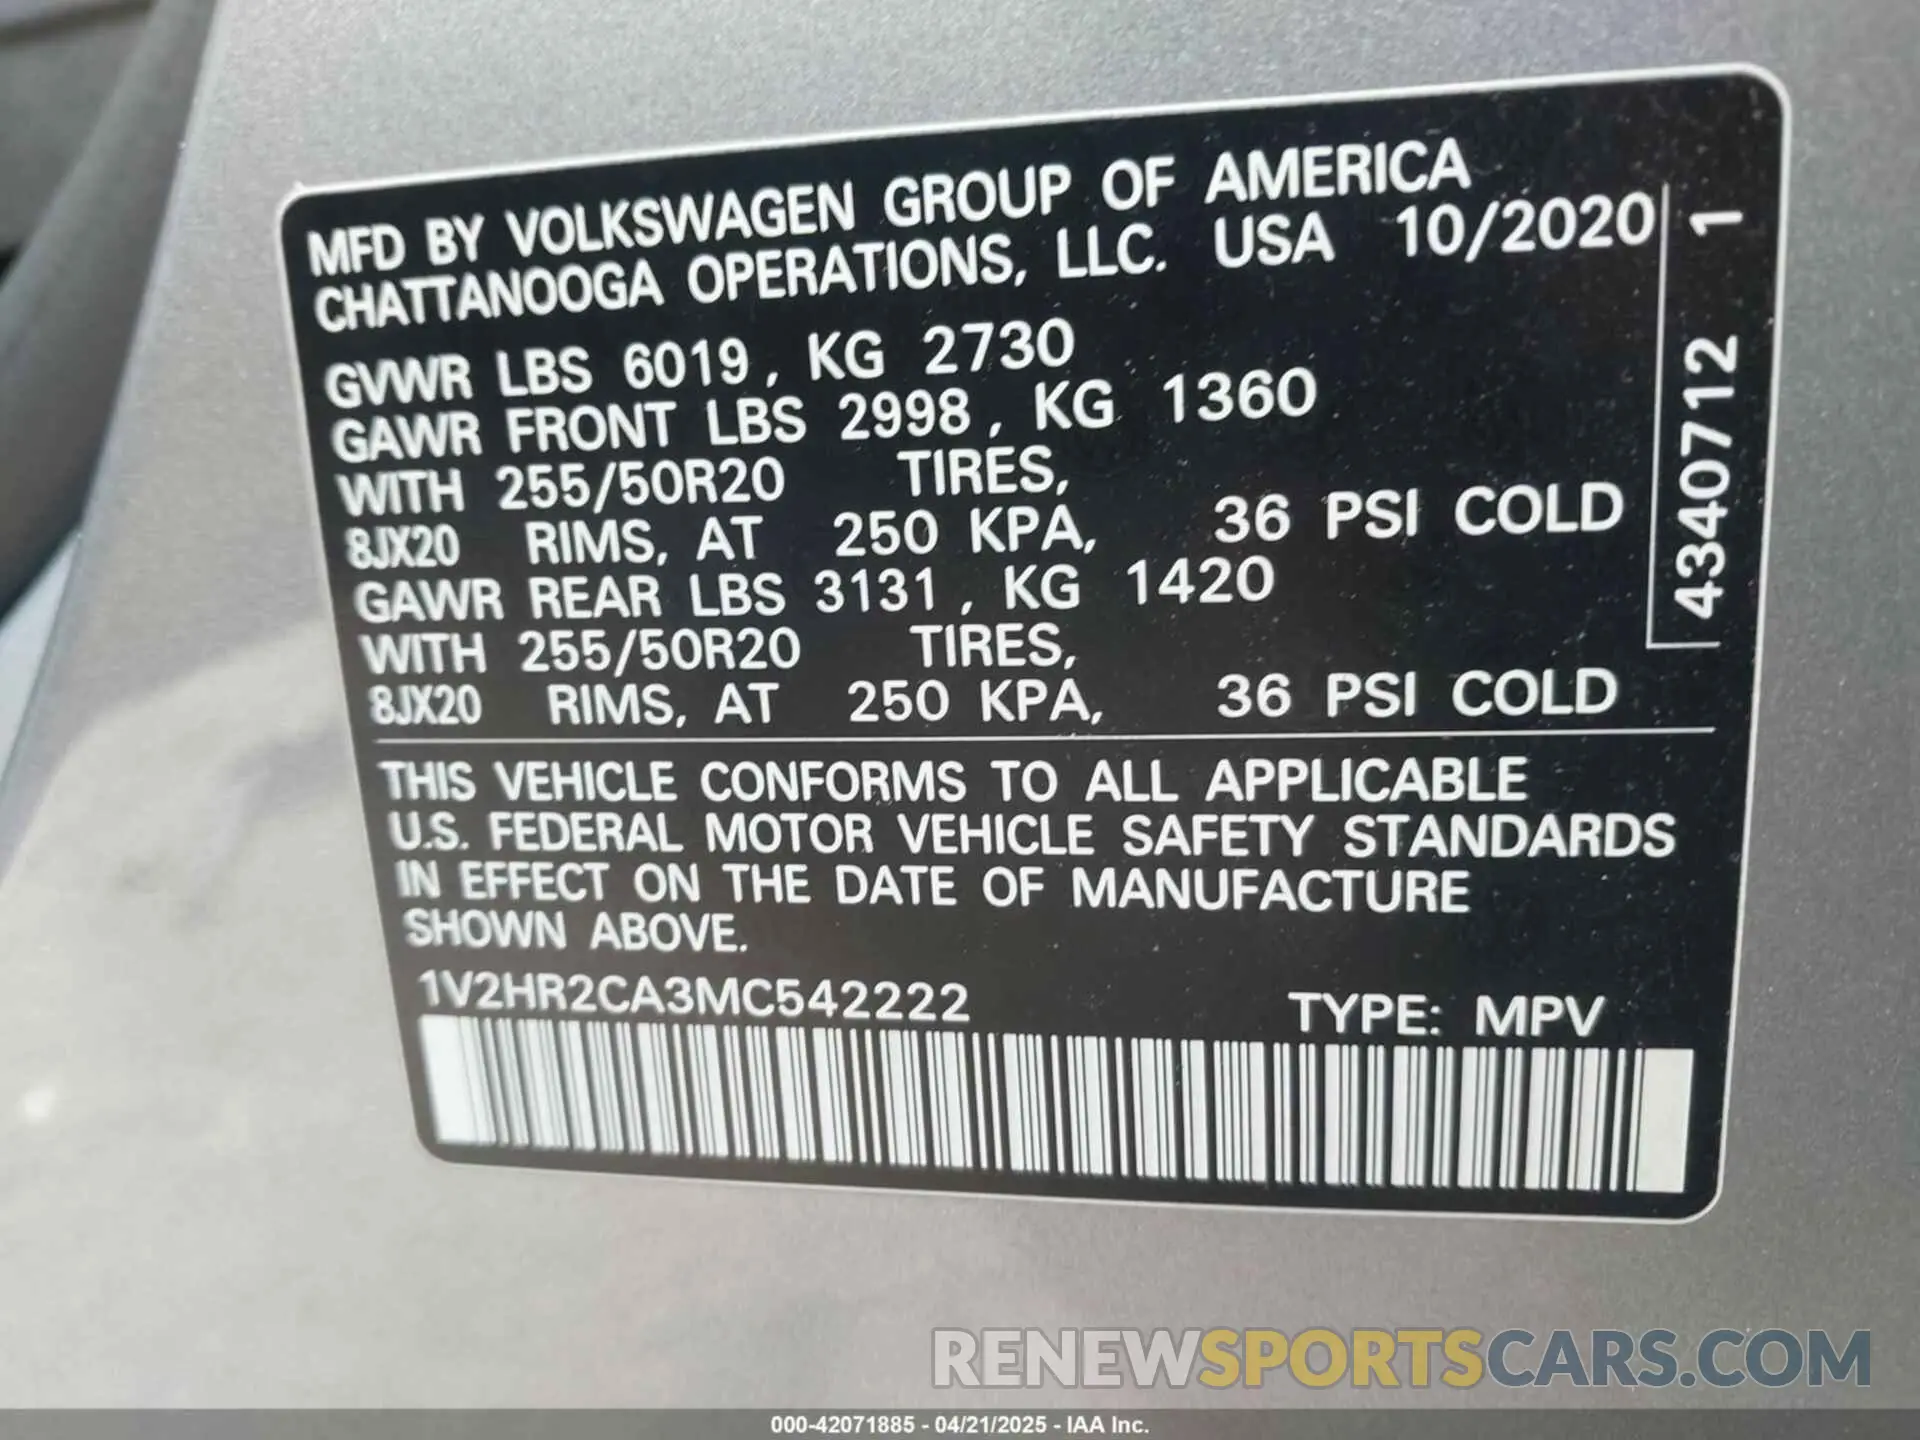 MFD BY VOLKSWAGEN GROUP OF AMERICA
CHATTANOOGA OPERATIONS, LLC. USA 10/2020
GVWR LBS 6019, KG 2730
GAWR FRONT LBS 2998, KG 1360
WITH 255/50R20 TIRES,
8JX20 RIMS, AT 250 KPA, 36 PSI COLD
GAWR REAR LBS 3131, KG 1420
WITH 255/50R20 TIRES,
8JX20 RIMS, AT 250 KPA, 36 PSI COLD
4340712 1
THIS VEHICLE CONFORMS TO ALL APPLICABLE
U.S. FEDERAL MOTOR VEHICLE SAFETY STANDARDS
IN EFFECT ON THE DATE OF MANUFACTURE
SHOWN ABOVE.
1V2HR2CA3MC542222 TYPE: MPV
RENEWSPORTSCARS.COM
000-42071885 - 04/21/2025 - IAA Inc.